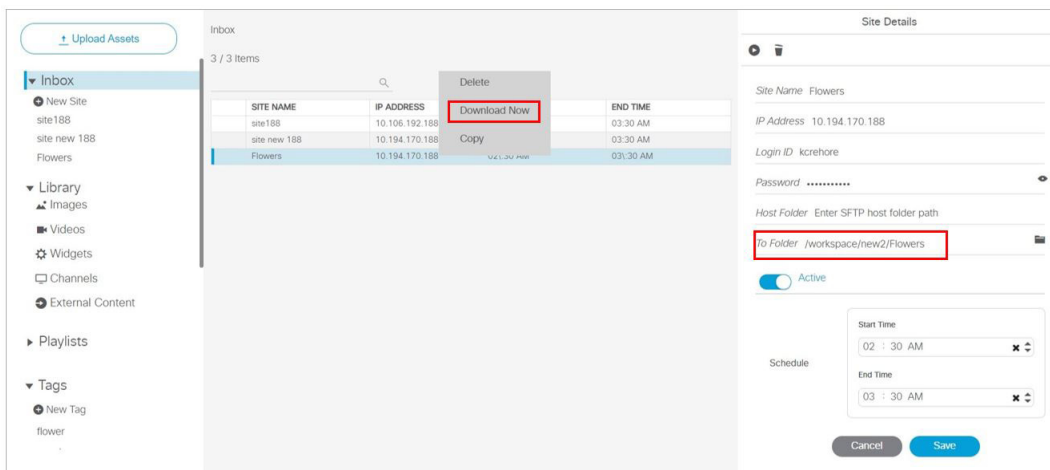 Upload Assets
Inbox
New Site
site188
site new 188
Flowers
Library
Images
Videos
Widgets
Channels
External Content
Playlists
Tags
New Tag
flower
Inbox
3 / 3 Items
SITE NAME IP ADDRESS END TIME
site188 10.106.192.188 03:30 AM
site new 188 10.194.170.188 03:30 AM
Flowers 10.194.170.188 02\:30 AM 03\:30 AM
Delete
Download Now
Copy
Site Details
Site Name Flowers
IP Address 10.194.170.188
Login ID kcrehore
Password •••••••••••
Host Folder Enter SFTP host folder path
To Folder /workspace/new2/Flowers
Active
Schedule
Start Time
02 : 30 AM
End Time
03 : 30 AM
Cancel Save